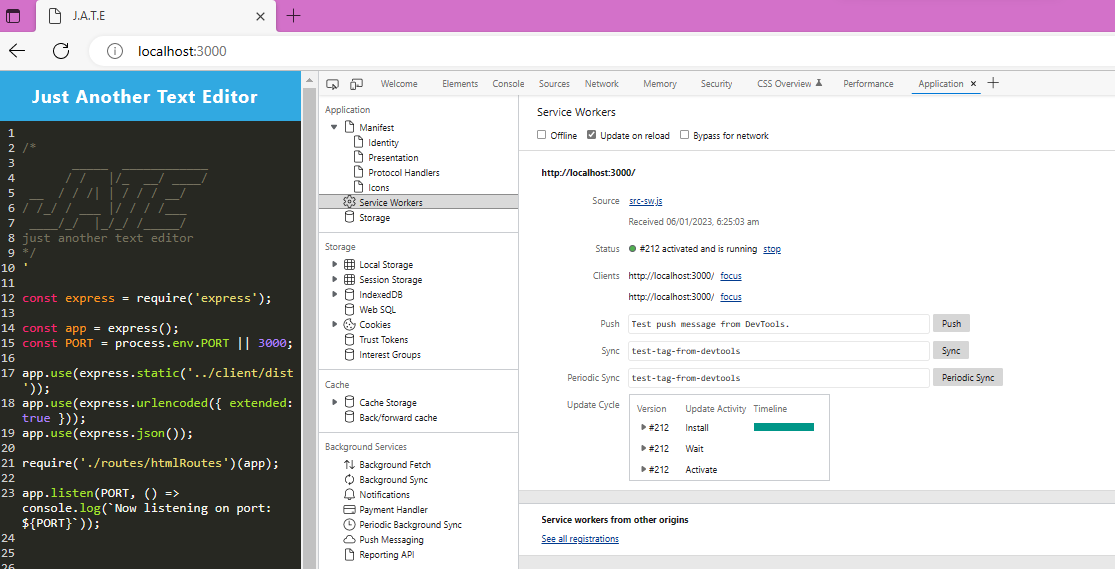 J.A.T.E
localhost:3000
Just Another Text Editor
1
2 /*
3 _____ ___________
4 / / |/_ __/ ____/
5 __ / / /| | / / / __/
6 / /_/ / ___ |/ / / /___
7 ____/_/ |_/_/ /_____/
8 just another text editor
9 */
10 '
11
12 const express = require('express');
13
14 const app = express();
15 const PORT = process.env.PORT || 3000;
16
17 app.use(express.static('../client/dist
'));
18 app.use(express.urlencoded({ extended:
true }));
19 app.use(express.json());
20
21 require('./routes/htmlRoutes')(app);
22
23 app.listen(PORT, () =>
console.log(`Now listening on port:
${PORT}`));
24
25
26
Welcome Elements Console Sources Network Memory Security CSS Overview Performance Application
Application
Manifest
Identity
Presentation
Protocol Handlers
Icons
Service Workers
Storage
Storage
Local Storage
Session Storage
IndexedDB
Web SQL
Cookies
Trust Tokens
Interest Groups
Cache
Cache Storage
Back/forward cache
Background Services
Background Fetch
Background Sync
Notifications
Payment Handler
Periodic Background Sync
Push Messaging
Reporting API
Service Workers
Offline Update on reload Bypass for network
http://localhost:3000/
Source src-sw.js
Received 06/01/2023, 6:25:03 am
Status #212 activated and is running stop
Clients http://localhost:3000/ focus
http://localhost:3000/ focus
Push Test push message from DevTools. Push
Sync test-tag-from-devtools Sync
Periodic Sync test-tag-from-devtools Periodic Sync
Update Cycle Version Update Activity Timeline
#212 Install
#212 Wait
#212 Activate
Service workers from other origins
See all registrations